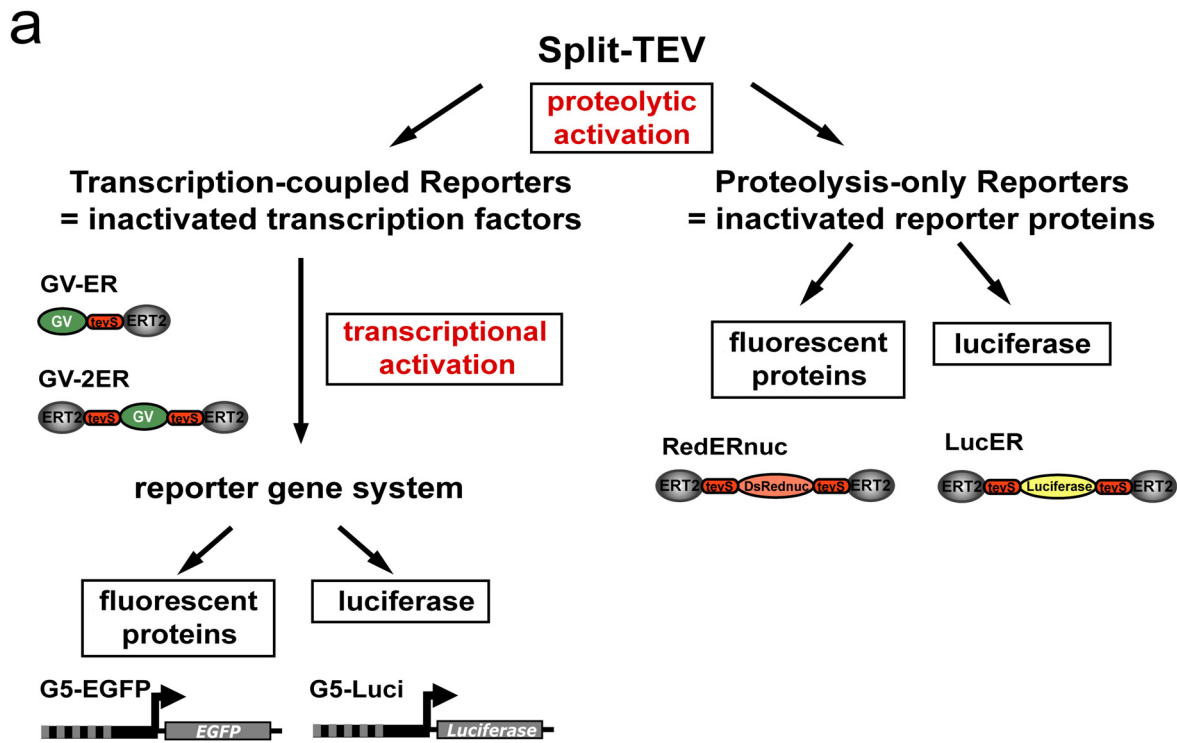 a
Split-TEV
proteolytic
activation
Transcription-coupled Reporters
= inactivated transcription factors
Proteolysis-only Reporters
= inactivated reporter proteins
GV-ER
GV tevS ERT2
transcriptional
activation
GV-2ER
ERT2 tevS GV tevS ERT2
fluorescent
proteins
luciferase
RedERnuc
ERT2 tevS DsRednuc tevS ERT2
LucER
ERT2 tevS Luciferase tevS ERT2
reporter gene system
fluorescent
proteins
luciferase
G5-EGFP
EGFP
G5-Luci
Luciferase